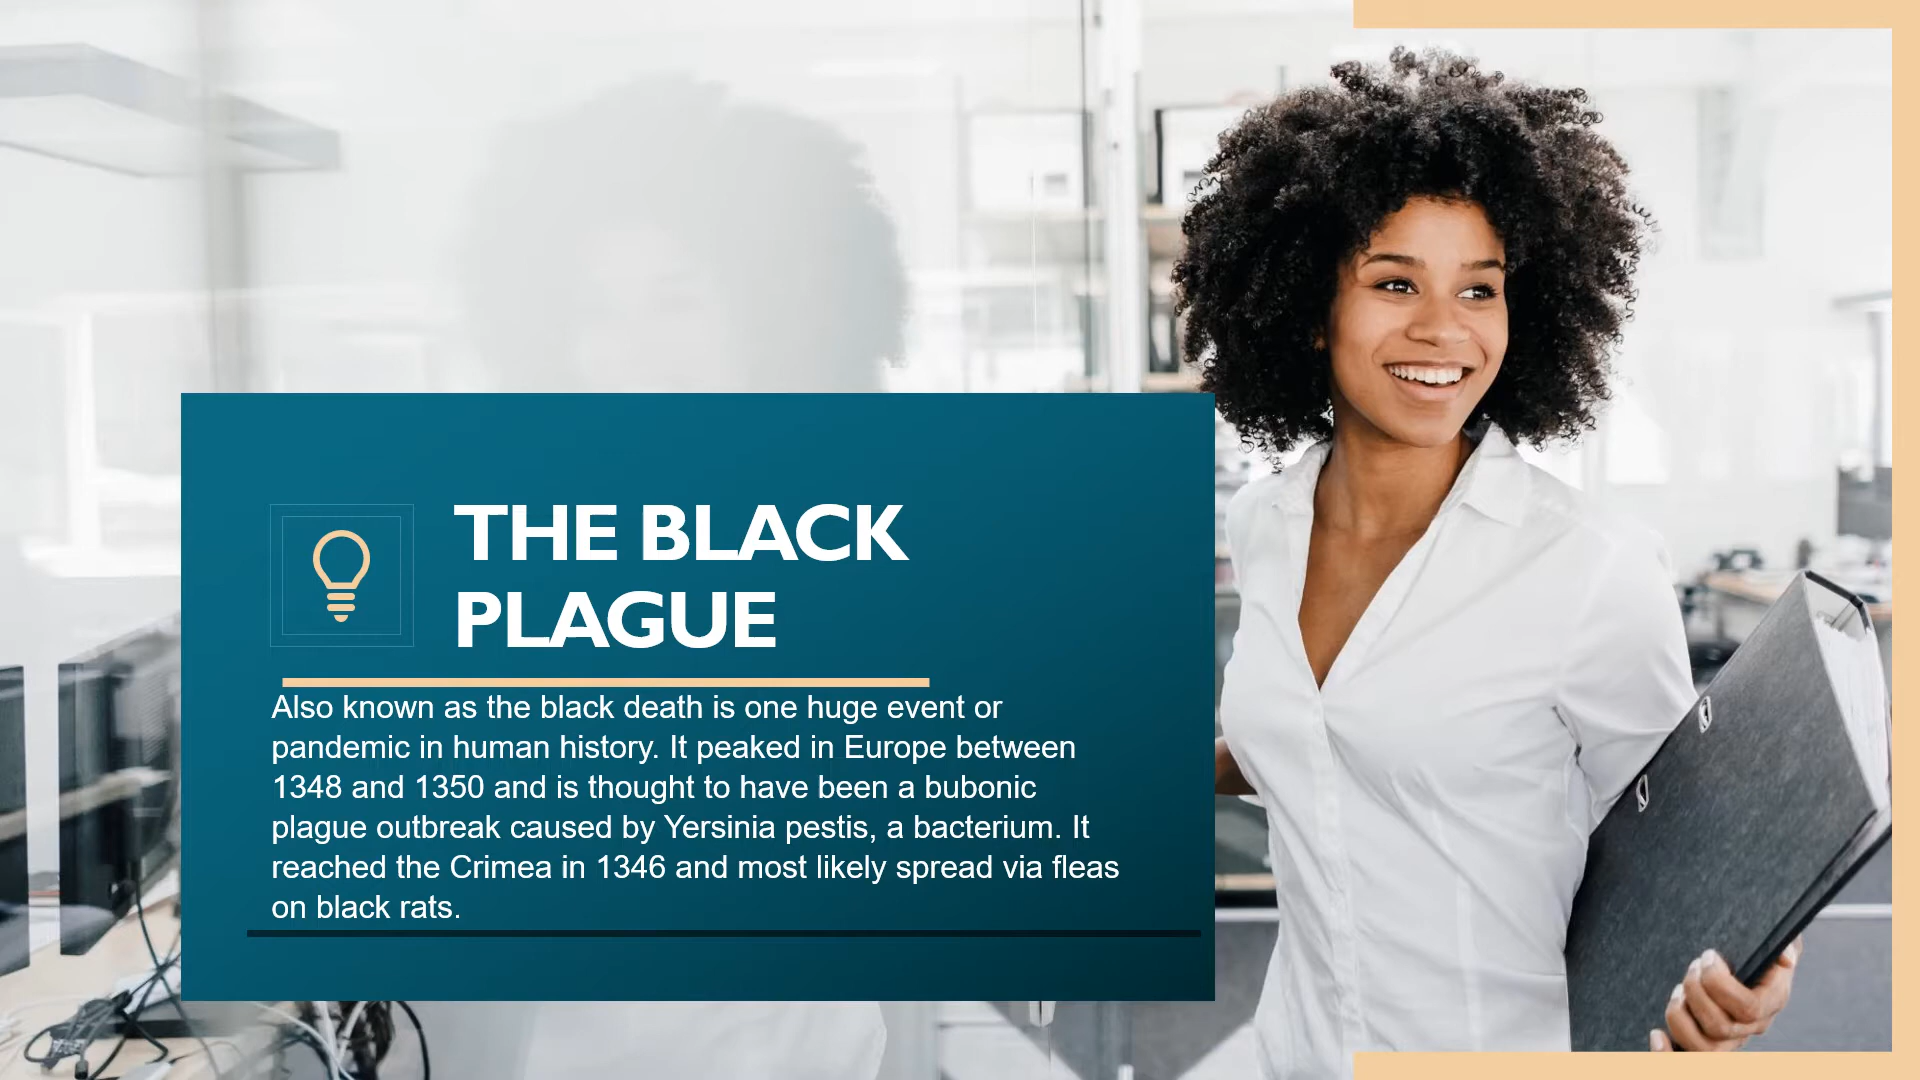 THE BLACK
PLAGUE
Also known as the black death is one huge event or
pandemic in human history. It peaked in Europe between
1348 and 1350 and is thought to have been a bubonic
plague outbreak caused by Yersinia pestis, a bacterium. It
reached the Crimea in 1346 and most likely spread via fleas
on black rats.